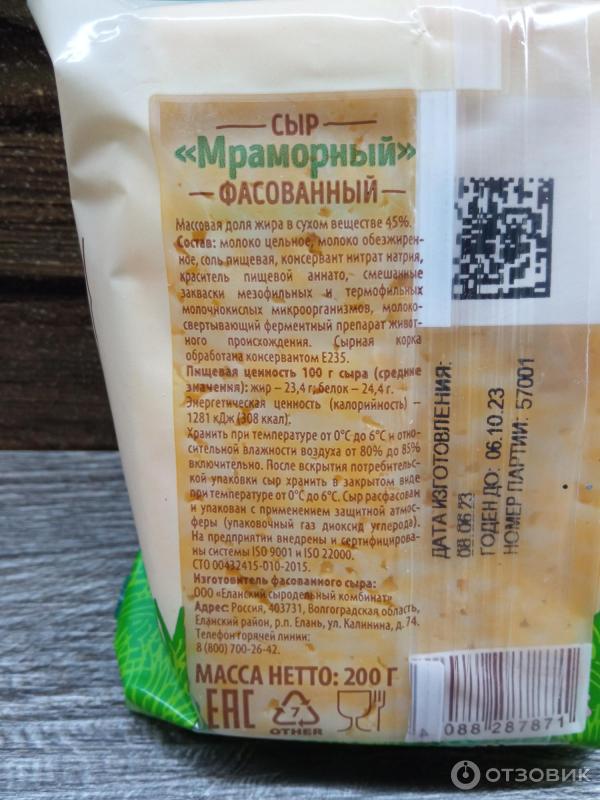 СЫР
«Мраморный»
ФАСОВАННЫЙ
Массовая доля жира в сухом веществе 45%.
Состав: молоко цельное, молоко обезжирен-
ное, соль пищевая, консервант нитрат натрия,
краситель пищевой аннато, смешанные
закваски мезофильных и термофильных
молочнокислых микроорганизмов, молоко-
свертывающий ферментный препарат живот-
ного происхождения. Сырная корка
обработана консервантом Е235.
Пищевая ценность 100 г сыра (средние
значения): жир – 23,4 г; белок – 24,4 г.
Энергетическая ценность (калорийность) –
1281 кДж (308 ккал).
Хранить при температуре от 0°С до 6°С и отно-
сительной влажности воздуха от 80% до 85%
включительно. После вскрытия потребитель-
ской упаковки сыр хранить в закрытом виде
при температуре от 0°С до 6°С. Сыр расфасован
и упакован с применением защитной атмос-
феры (упаковочный газ диоксид углерода).
На предприятии внедрены и сертифицирова-
ны системы ISO 9001 и ISO 22000.
СТО 00432415-010-2015.
Изготовитель фасованного сыра:
ООО «Еланский сыродельный комбинат»
Адрес: Россия, 403731, Волгоградская область,
Еланский район, р.п. Елань, ул. Калинина, д. 74.
Телефон горячей линии:
8 (800) 700-26-42.
МАССА НЕТТО: 200 Г
EAC
7
OTHER
ДАТА ИЗГОТОВЛЕНИЯ:
08.06.23
ГОДЕН ДО: 06.10.23
НОМЕР ПАРТИИ: 57001
4 088 287871
ОТЗОВИК